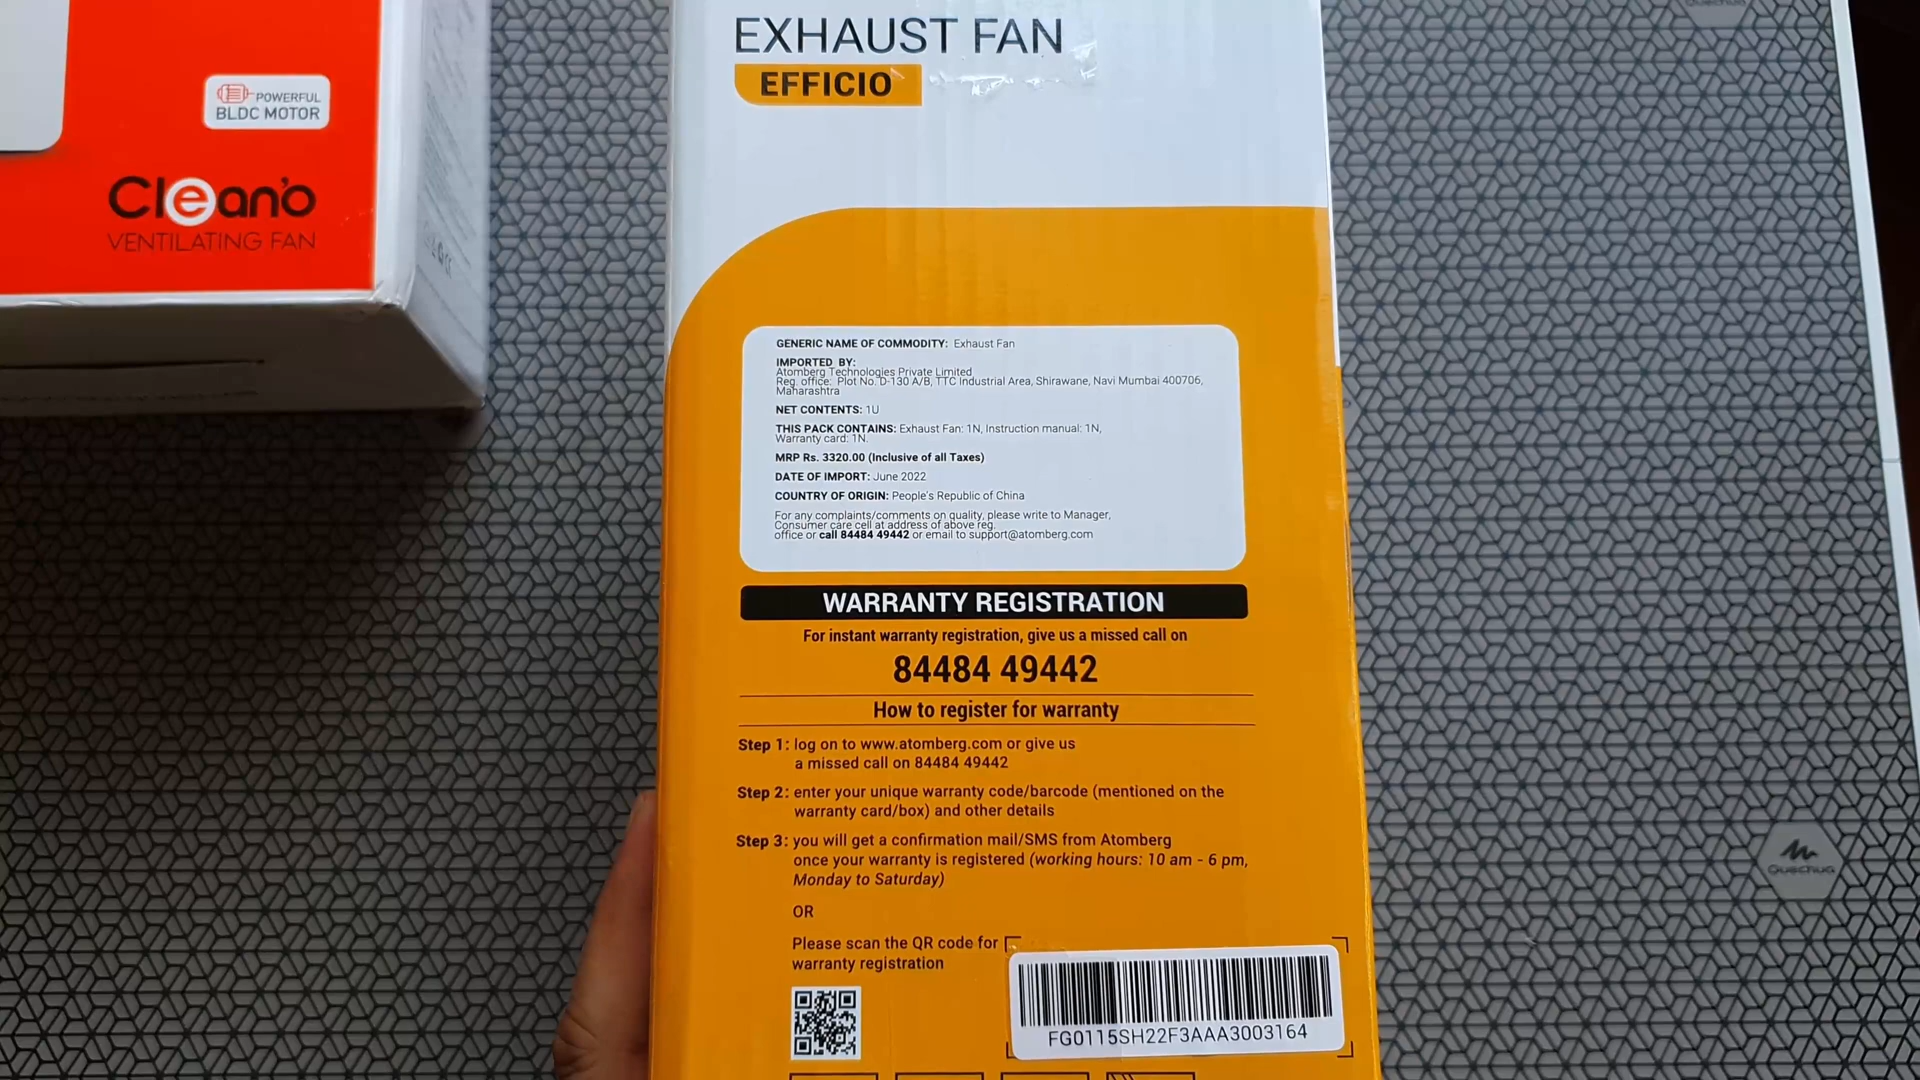 POWERFUL
BLDC MOTOR
Clean'o
VENTILATING FAN
EXHAUST FAN
EFFICIO
GENERIC NAME OF COMMODITY: Exhaust Fan
IMPORTED BY:
Atomberg Technologies Private Limited
Reg. office: Plot No. D-130 A/B, TTC Industrial Area, Shirawane, Navi Mumbai 400706,
Maharashtra
NET CONTENTS: 1U
THIS PACK CONTAINS: Exhaust Fan: 1N, Instruction manual: 1N,
Warranty card: 1N.
MRP Rs. 3320.00 (Inclusive of all Taxes)
DATE OF IMPORT: June 2022
COUNTRY OF ORIGIN: People's Republic of China
For any complaints/comments on quality, please write to Manager,
Consumer care cell at address of above reg.
office or call 84484 49442 or email to support@atomberg.com
WARRANTY REGISTRATION
For instant warranty registration, give us a missed call on
84484 49442
How to register for warranty
Step 1: log on to www.atomberg.com or give us
a missed call on 84484 49442
Step 2: enter your unique warranty code/barcode (mentioned on the
warranty card/box) and other details
Step 3: you will get a confirmation mail/SMS from Atomberg
once your warranty is registered (working hours: 10 am - 6 pm,
Monday to Saturday)
OR
Please scan the QR code for
warranty registration
FG0115SH22F3AAA3003164
Quechua
Quechua